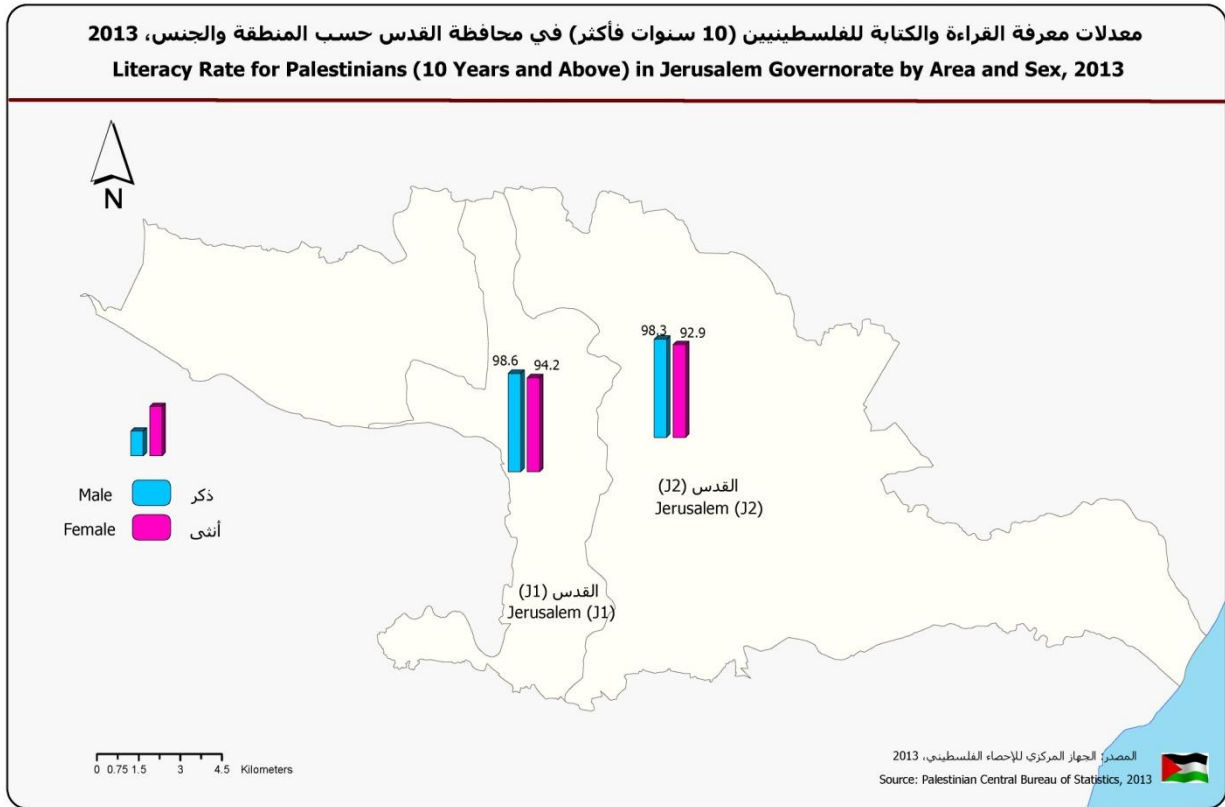 معدلات معرفة القراءة والكتابة للفلسطينيين (10 سنوات فأكثر) في محافظة القدس حسب المنطقة والجنس، 2013
Literacy Rate for Palestinians (10 Years and Above) in Jerusalem Governorate by Area and Sex, 2013
N
98.3 92.9
98.6 94.2
القدس (J2)
Jerusalem (J2)
Male ذكر
Female أنثى
القدس (J1)
Jerusalem (J1)
0 0.75 1.5 3 4.5 Kilometers
المصدر: الجهاز المركزي للإحصاء الفلسطيني، 2013
Source: Palestinian Central Bureau of Statistics, 2013